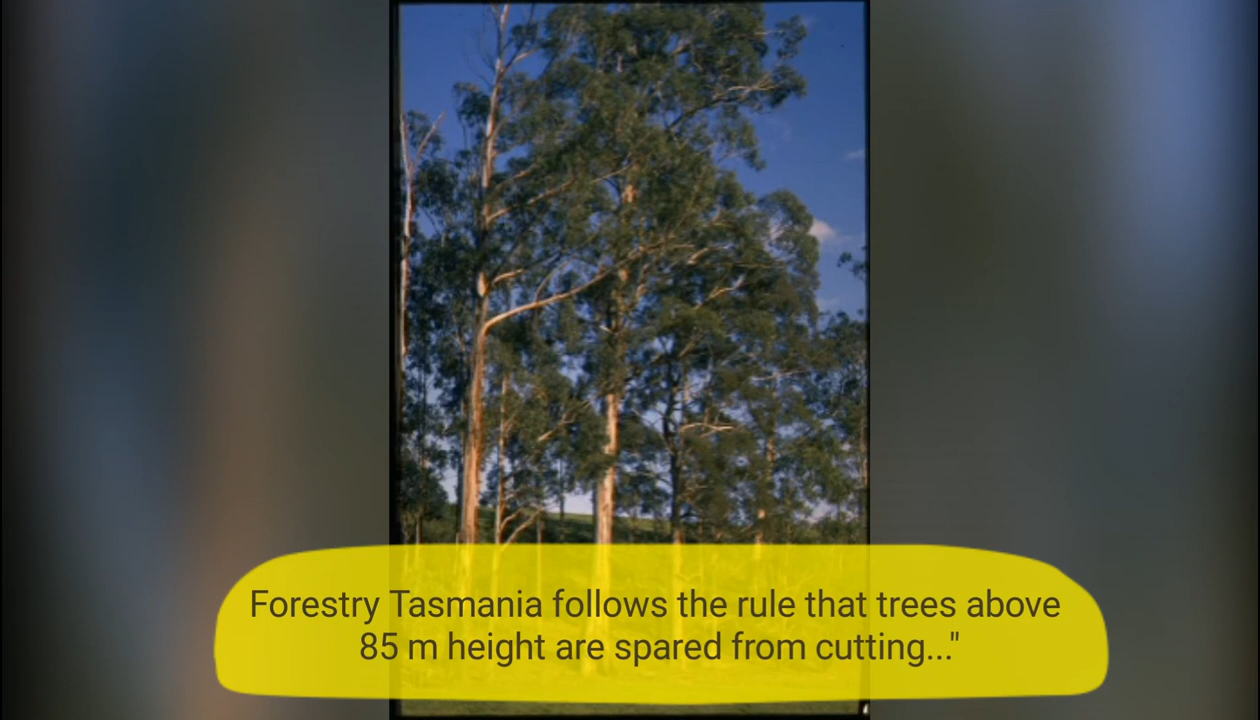 Forestry Tasmania follows the rule that trees above
85 m height are spared from cutting..."